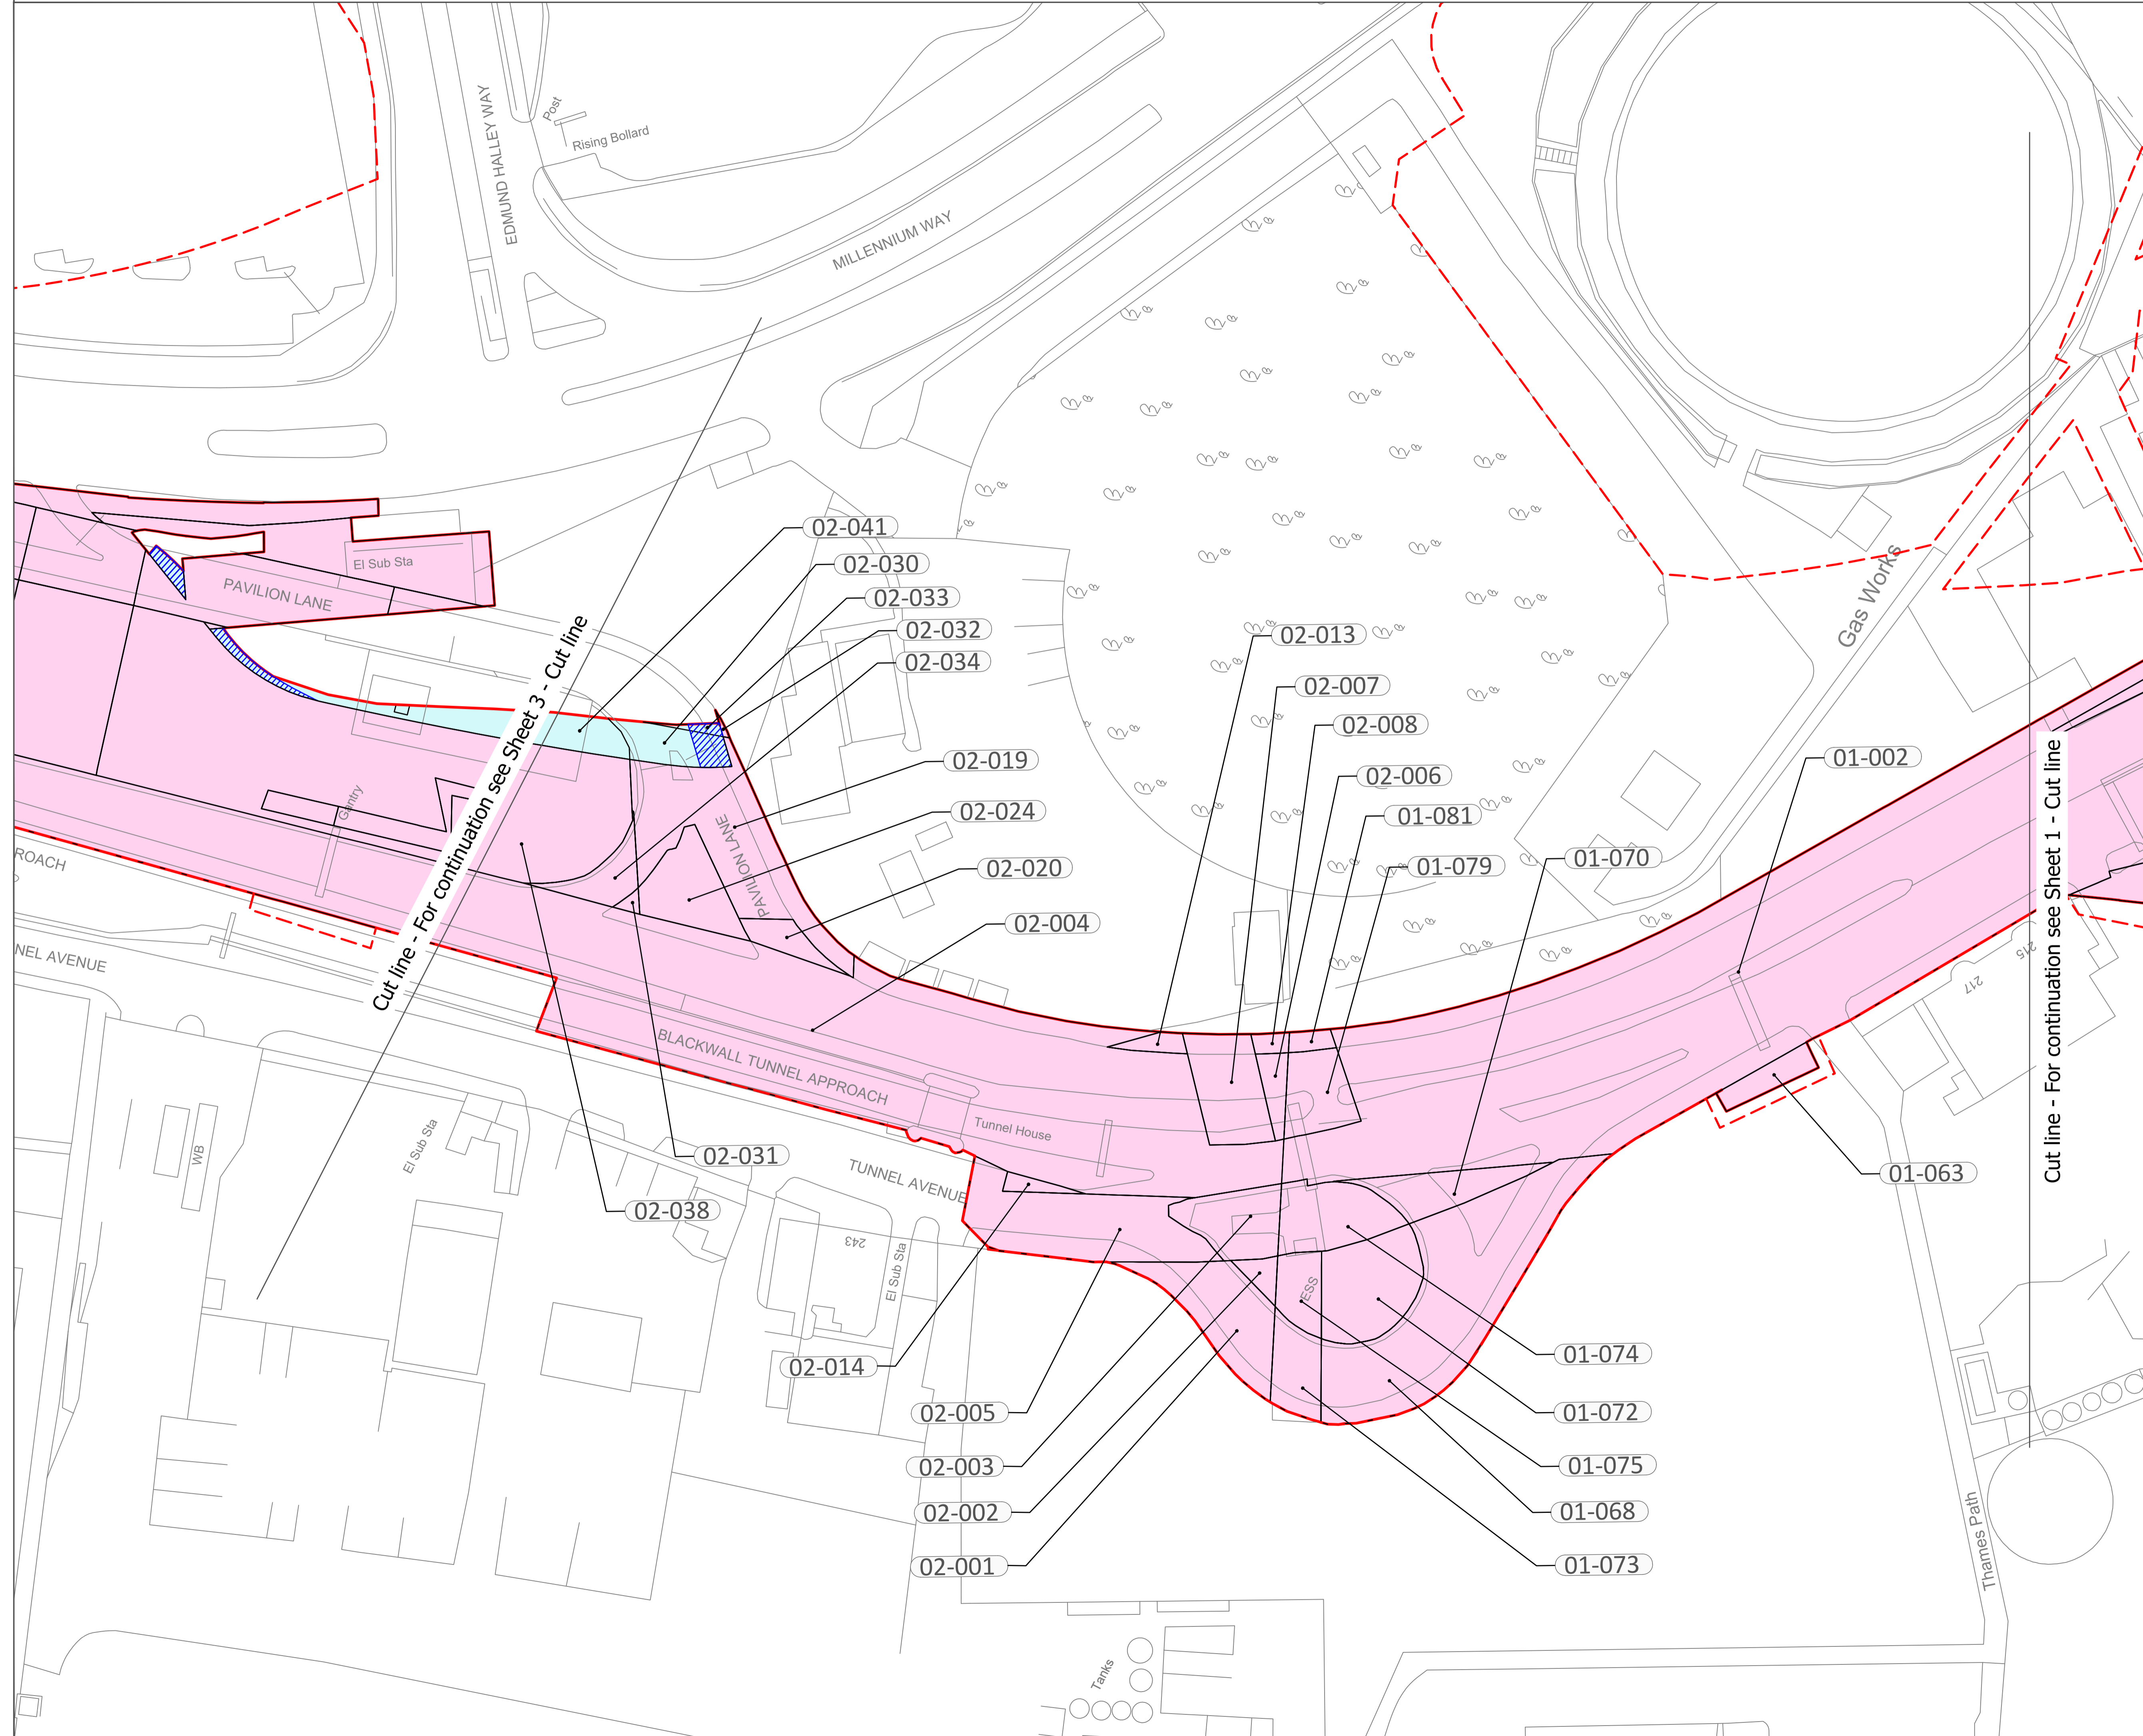 EDMUND HALLEY WAY
Post
Rising Bollard
MILLENNIUM WAY
Gas Works
El Sub Sta
PAVILION LANE
02-041
02-030
02-033
02-032
02-034
02-019
02-024
02-020
02-004
02-013
02-007
02-008
02-006
01-081
01-079
01-070
01-002
01-063
Gantry
PAVILION LANE
ROACH
NEL AVENUE
Cut line - For continuation see Sheet 3 - Cut line
Cut line - For continuation see Sheet 1 - Cut line
BLACKWALL TUNNEL APPROACH
Tunnel House
TUNNEL AVENUE
215
217
WB
El Sub Sta
243
El Sub Sta
ESS
02-031
02-038
02-014
02-005
02-003
02-002
02-001
01-074
01-072
01-075
01-068
01-073
Thames Path
Tanks